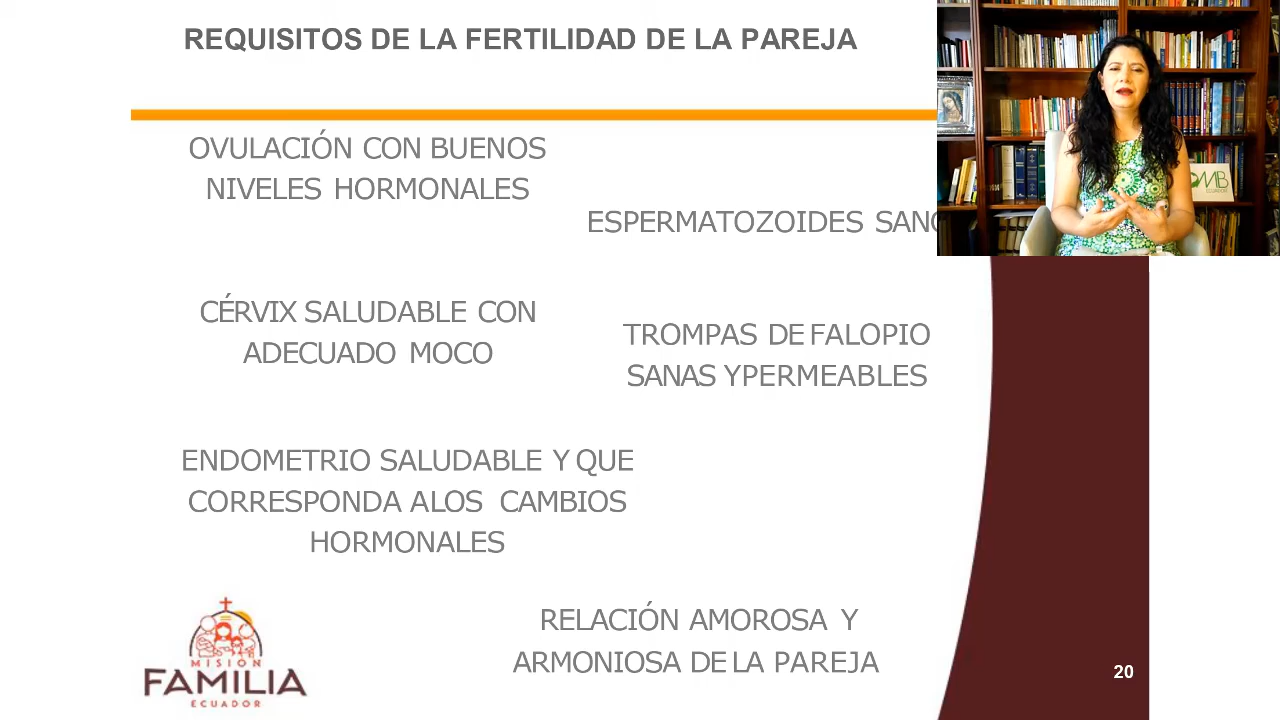 REQUISITOS DE LA FERTILIDAD DE LA PAREJA
OVULACIÓN CON BUENOS
NIVELES HORMONALES
ESPERMATOZOIDES
CÉRVIX SALUDABLE CON
ADECUADO MOCO
TROMPAS DE FALOPIO
SANAS YPERMEABLES
ENDOMETRIO SALUDABLE Y QUE
CORRESPONDA ALOS CAMBIOS
HORMONALES
RELACIÓN AMOROSA Y
ARMONIOSA DE LA PAREJA
MISIÓN
FAMILIA
ECUADOR
20